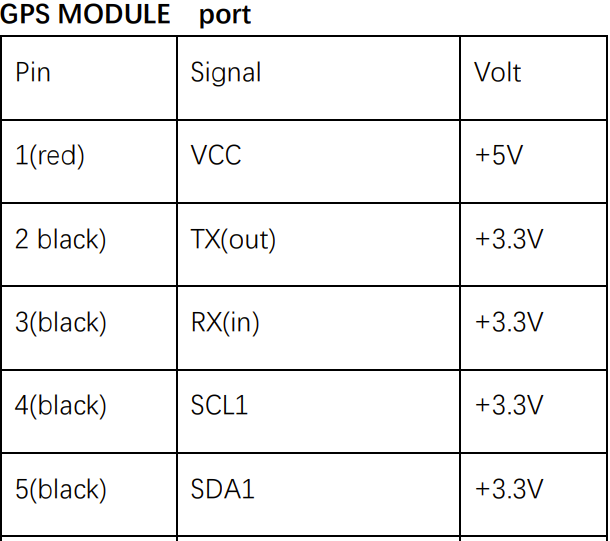 GPS MODULE port
Pin Signal Volt
1(red) VCC +5V
2 black) TX(out) +3.3V
3(black) RX(in) +3.3V
4(black) SCL1 +3.3V
5(black) SDA1 +3.3V